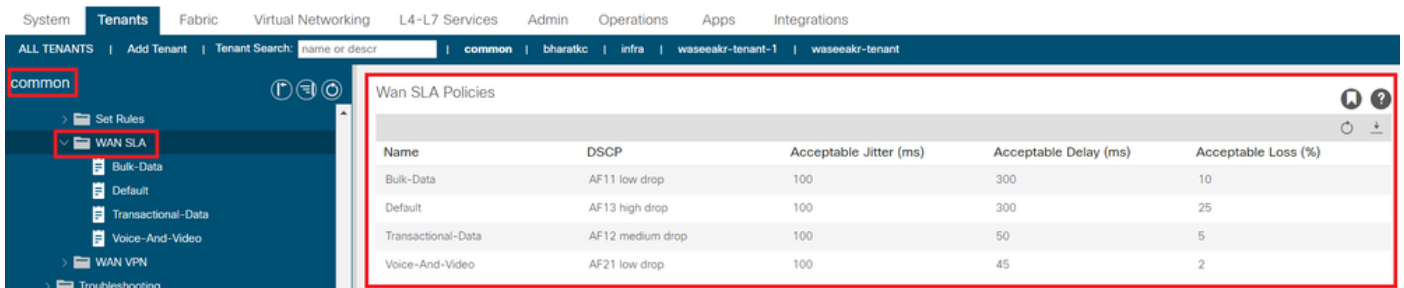 System Tenants Fabric Virtual Networking L4-L7 Services Admin Operations Apps Integrations
ALL TENANTS | Add Tenant | Tenant Search: name or descr | common | bharatkc | infra | waseeakr-tenant-1 | waseeakr-tenant
common
Set Rules
WAN SLA
Bulk-Data
Default
Transactional-Data
Voice-And-Video
WAN VPN
Troubleshooting
Wan SLA Policies
Name DSCP Acceptable Jitter (ms) Acceptable Delay (ms) Acceptable Loss (%)
Bulk-Data AF11 low drop 100 300 10
Default AF13 high drop 100 300 25
Transactional-Data AF12 medium drop 100 50 5
Voice-And-Video AF21 low drop 100 45 2